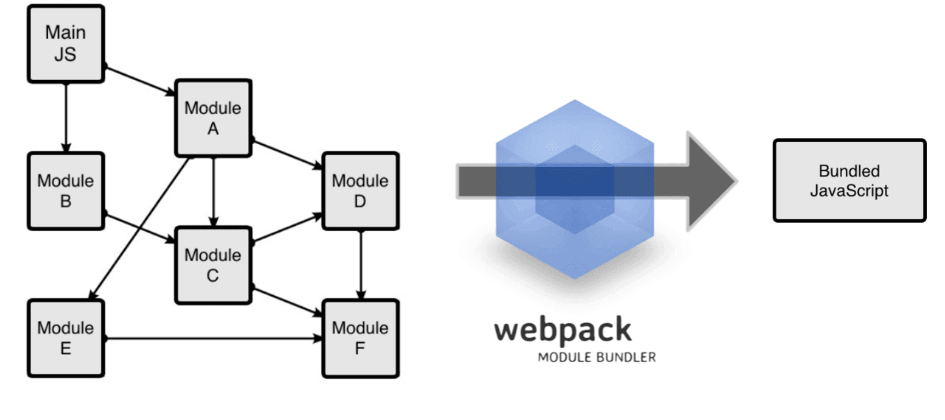 Main
JS
Module
A
Module
B
Module
D
Module
C
Module
E
Module
F
webpack
MODULE BUNDLER
Bundled
JavaScript